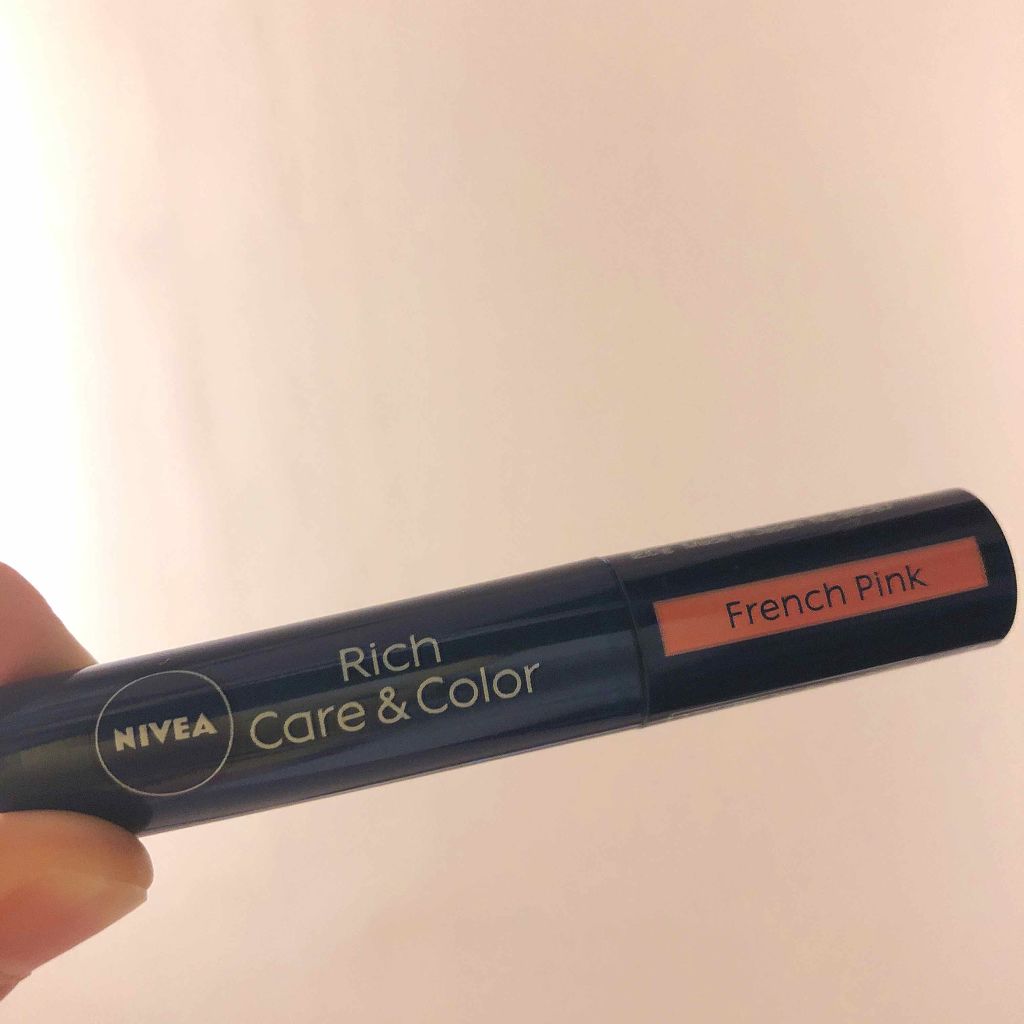 NIVEA
Rich
Care & Color
French Pink